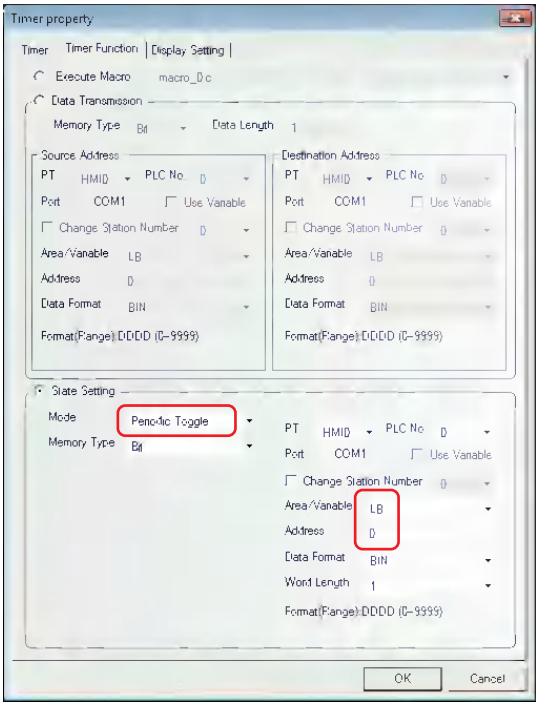 Timer property
Timer Timer Function Display Setting
Execute Macro macro_0.c
Data Transmission
Memory Type Bit Data Length 1
Source Address
PT HMI0 PLC No. 0
Port COM1 Use Variable
Change Station Number 0
Area/Variable LB
Address 0
Data Format BIN
Format(Range):DDDD (0~9999)
Destination Address
PT HMI0 PLC No. 0
Port COM1 Use Variable
Change Station Number 0
Area/Variable LB
Address 0
Data Format BIN
Format(Range):DDDD (0~9999)
State Setting
Mode Periodic Toggle
Memory Type Bit
PT HMI0 PLC No. 0
Port COM1 Use Variable
Change Station Number 0
Area/Variable LB
Address 0
Data Format BIN
Word Length 1
Format(Range):DDDD (0~9999)
OK Cancel